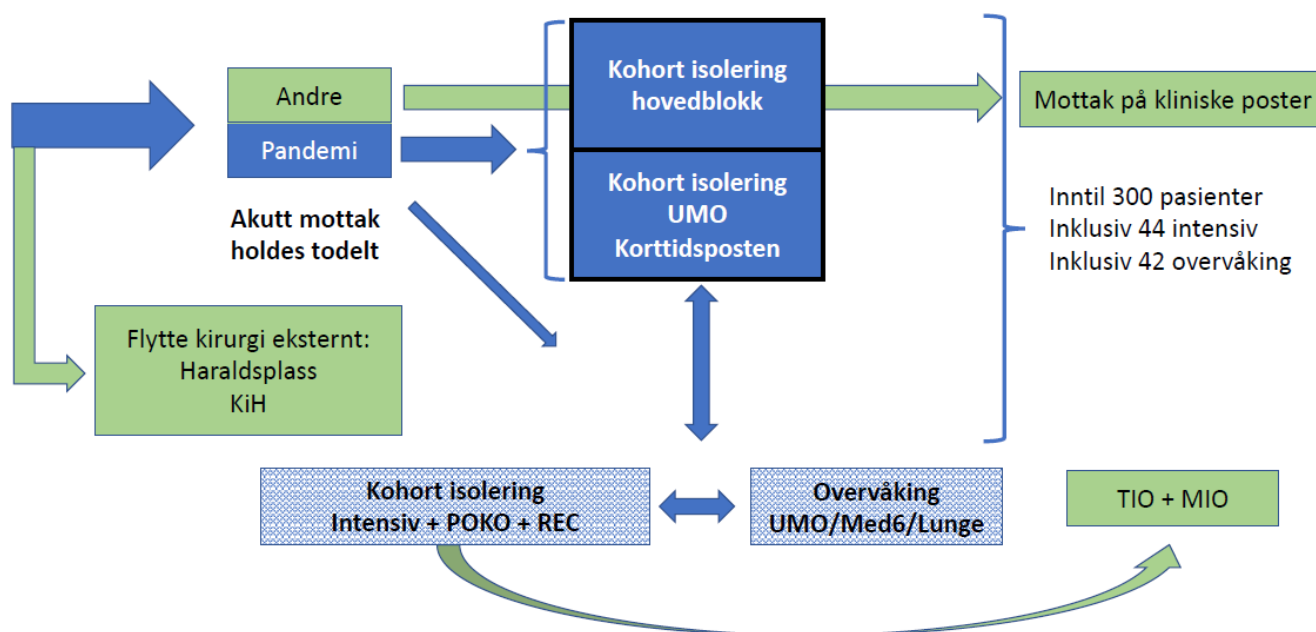 Andre
Pandemi
Akutt mottak
holdes todelt
Flytte kirurgi eksternt:
Haraldsplass
KiH
Kohort isolering
hovedblokk
Kohort isolering
UMO
Korttidsposten
Mottak på kliniske poster
Inntil 300 pasienter
Inklusiv 44 intensiv
Inklusiv 42 overvåking
Kohort isolering
Intensiv + POKO + REC
Overvåking
UMO/Med6/Lunge
TIO + MIO